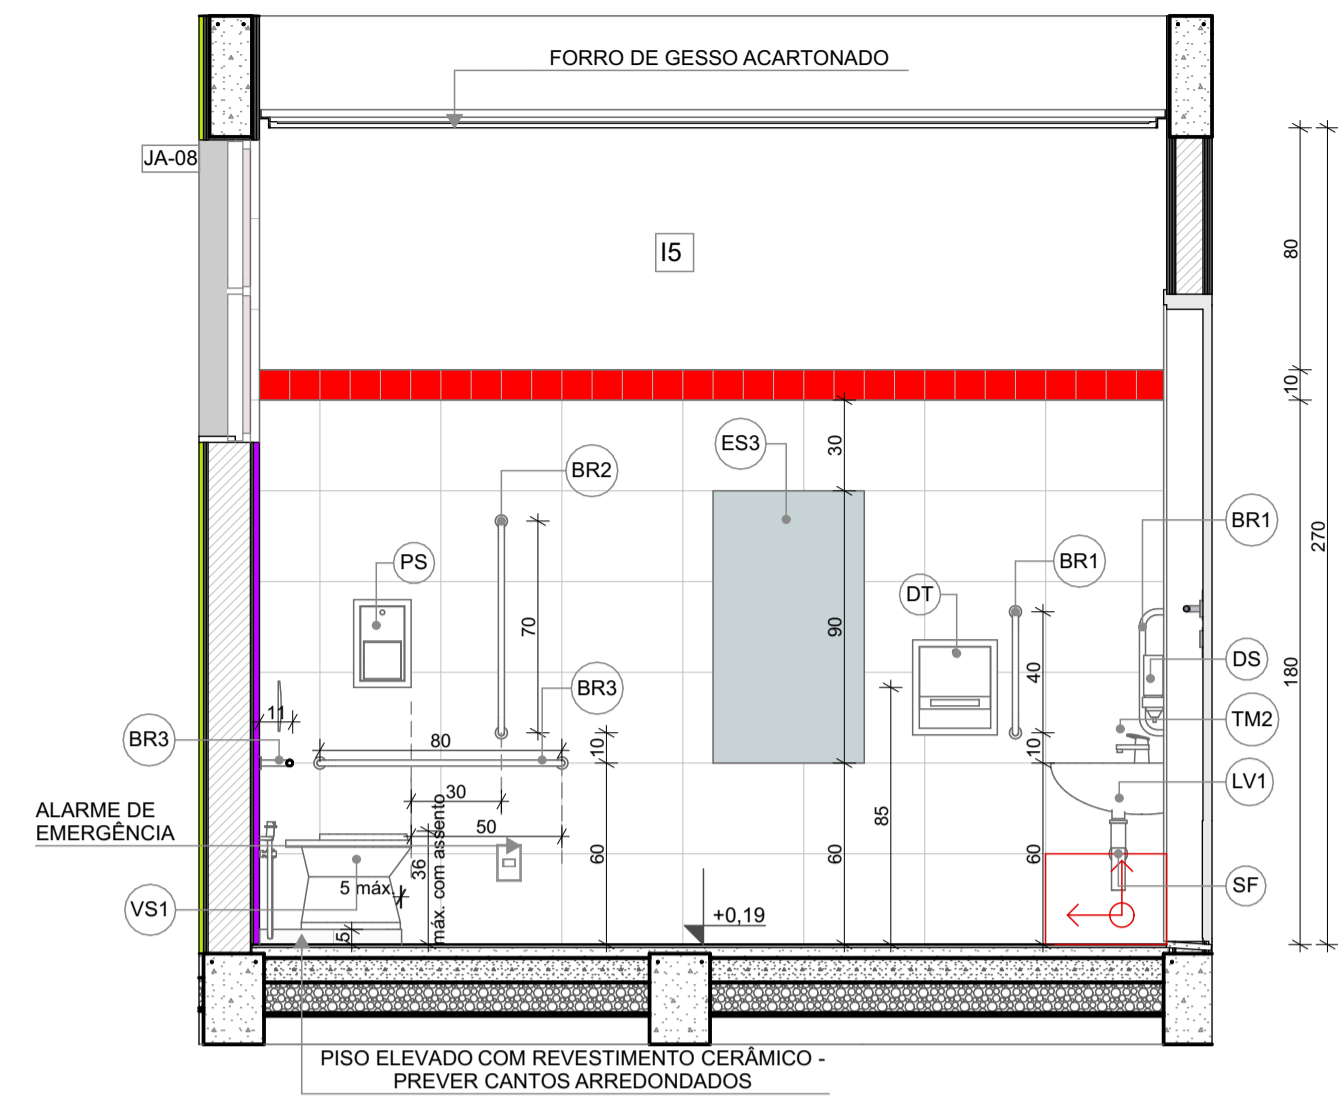 FORRO DE GESSO ACARTONADO
JA-08
I5
80
10
270
180
ES3
30
BR2
BR1
BR1
PS
DT
70
90
40
DS
BR3
11
BR3
80
10
10
TM2
LV1
30
ALARME DE
EMERGÊNCIA
50
85
36
máx. com assento
60
60
60
5 máx.
VS1
5
+0,19
SF
PISO ELEVADO COM REVESTIMENTO CERÂMICO -
PREVER CANTOS ARREDONDADOS